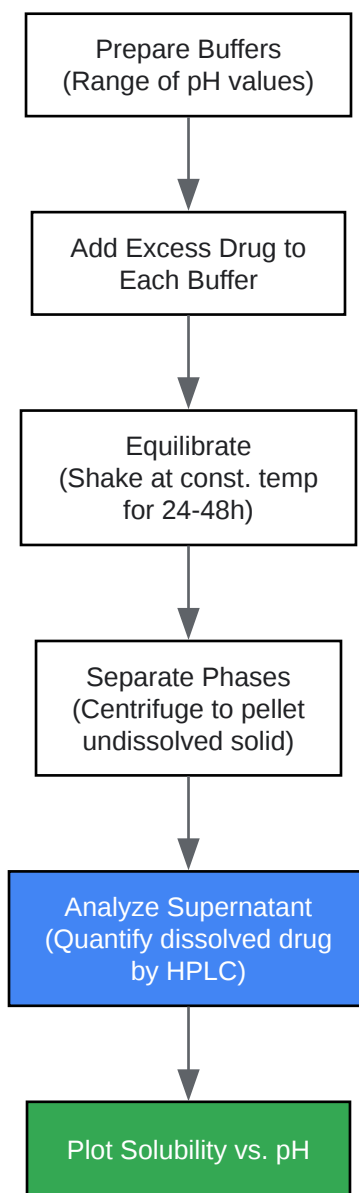 Prepare Buffers
(Range of pH values)
Add Excess Drug to
Each Buffer
Equilibrate
(Shake at const. temp
for 24-48h)
Separate Phases
(Centrifuge to pellet
undissolved solid)
Analyze Supernatant
(Quantify dissolved drug
by HPLC)
Plot Solubility vs. pH